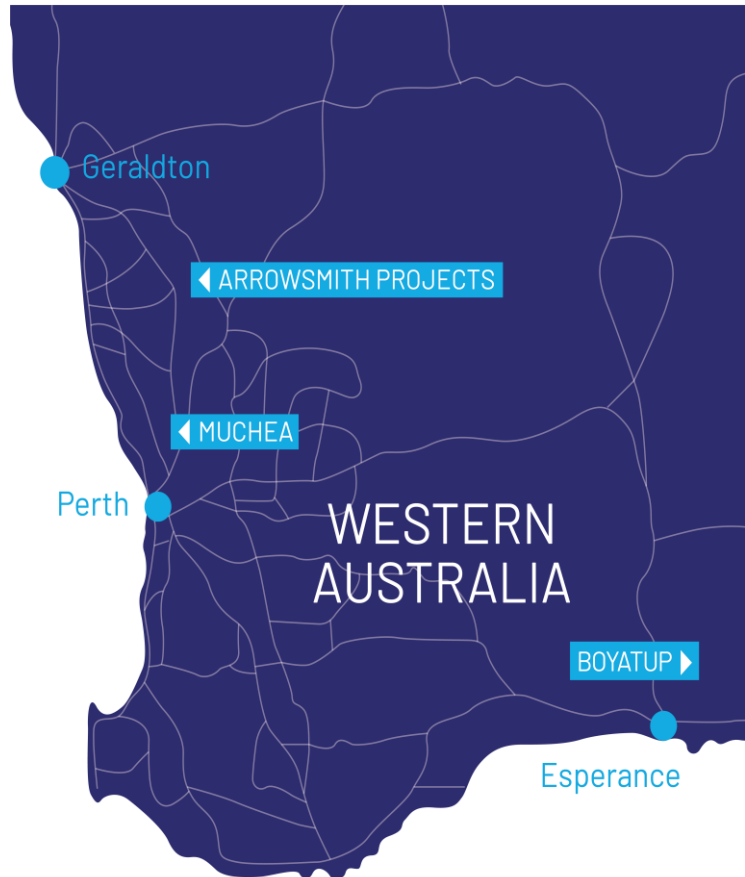 Geraldton
ARROWSMITH PROJECTS
MUCHEA
Perth
WESTERN
AUSTRALIA
BOYATUP
Esperance